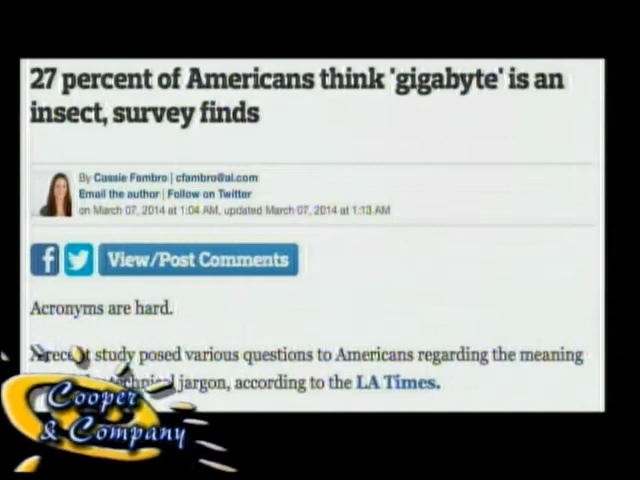 27 percent of Americans think 'gigabyte' is an
insect, survey finds
By Cassie Fambro | cfambro@al.com
Email the author | Follow on Twitter
on March 07, 2014 at 1:04 AM, updated March 07, 2014 at 1:13 AM
f View/Post Comments
Acronyms are hard.
A recent study posed various questions to Americans regarding the meaning
technical jargon, according to the LA Times.
Cooper
& Company